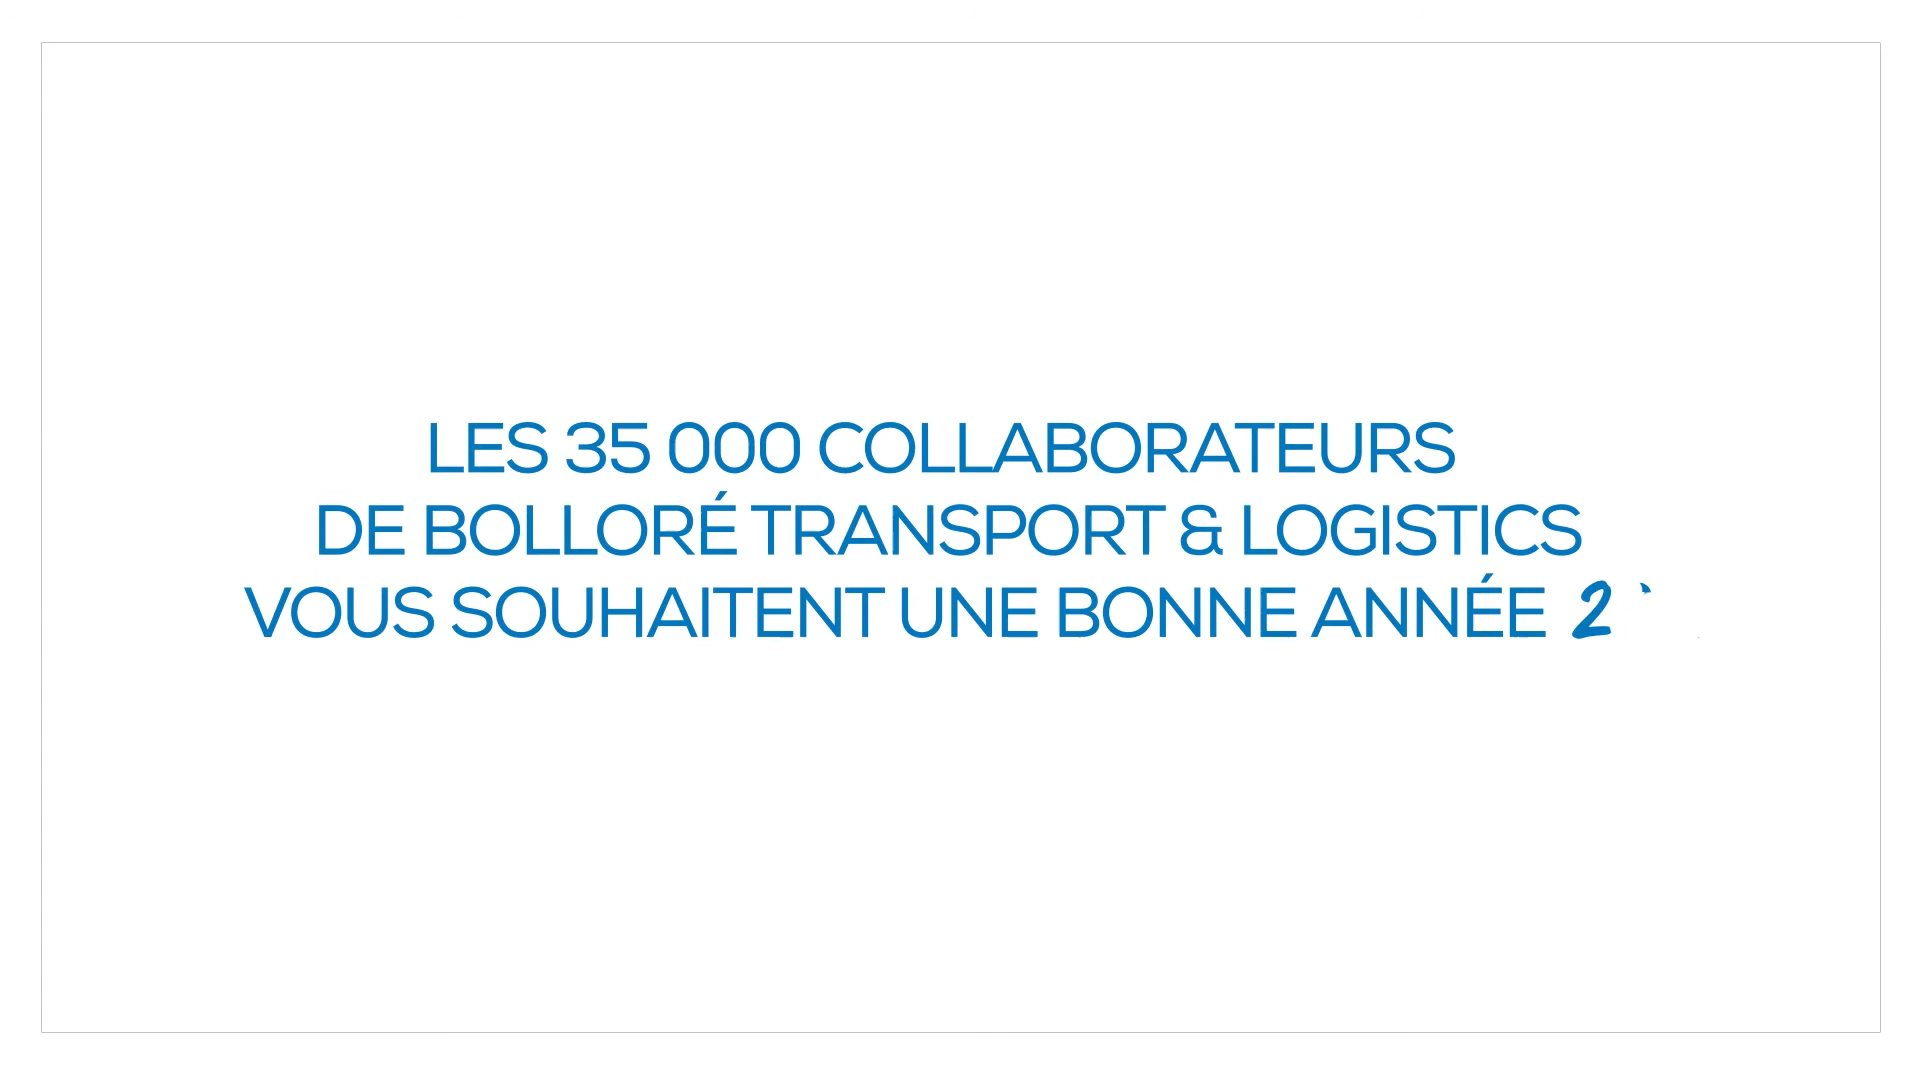 LES 35 000 COLLABORATEURS
DE BOLLORÉ TRANSPORT & LOGISTICS
VOUS SOUHAITENT UNE BONNE ANNÉE 2